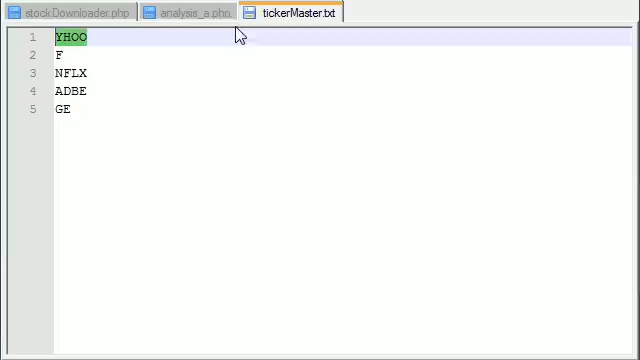 stockDownloader.php analysis_a.php tickerMaster.txt
1 YHOO
2 F
3 NFLX
4 ADBE
5 GE